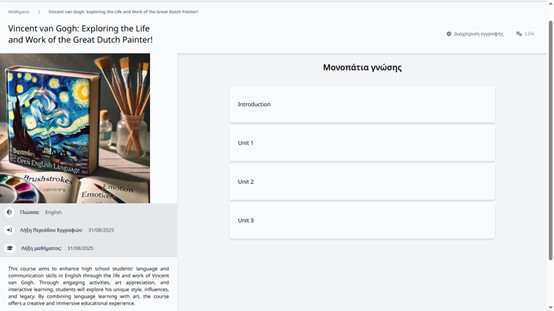 Μαθήματα > Vincent van Gogh: Exploring the Life and Work of the Great Dutch Painter!
Vincent van Gogh: Exploring the Life
and Work of the Great Dutch Painter!
Διαχείριση εγγραφής
Μονοπάτια γνώσης
Introduction
Unit 1
Unit 2
Unit 3
English Language
Brushstrokes
Emotion
Γλώσσα: English
Λήξη Περιόδου Εγγραφών: 31/08/2025
Λήξη μαθήματος: 31/08/2025
This course aims to enhance high school students' language and
communication skills in English through the life and work of Vincent
van Gogh. Through engaging activities, art appreciation, and
interactive learning, students will explore his unique style, influences,
and legacy. By combining language learning with art, the course
offers a creative and immersive educational experience.